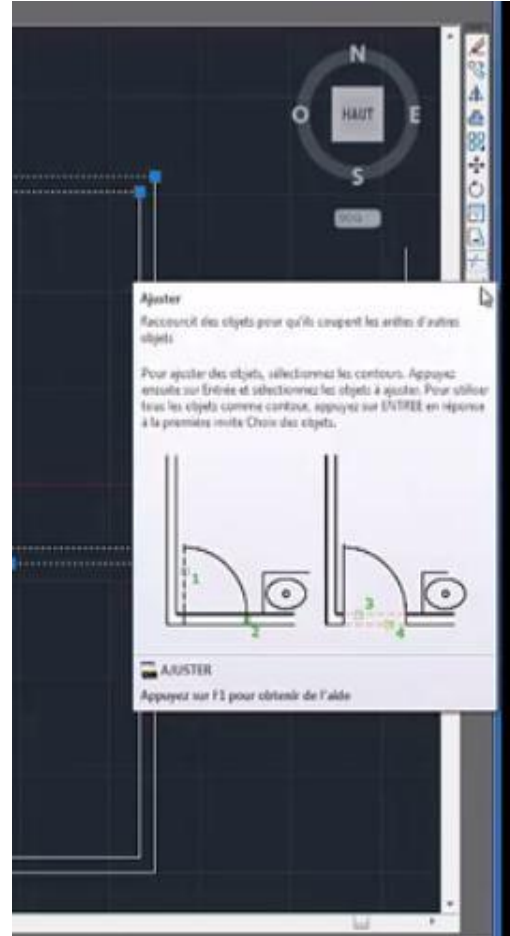 N
O
HAUT
E
S
Ajuster
Raccourcit des objets pour qu'ils coupent les arêtes d'autres
objets
Pour ajuster des objets, sélectionnez les contours. Appuyez
ensuite sur Entrée et sélectionnez les objets à ajuster. Pour utiliser
tous les objets comme contour, appuyez sur ENTREE en réponse
à la première invite Choix des objets.
1
2
3
4
AJUSTER
Appuyez sur F1 pour obtenir de l'aide